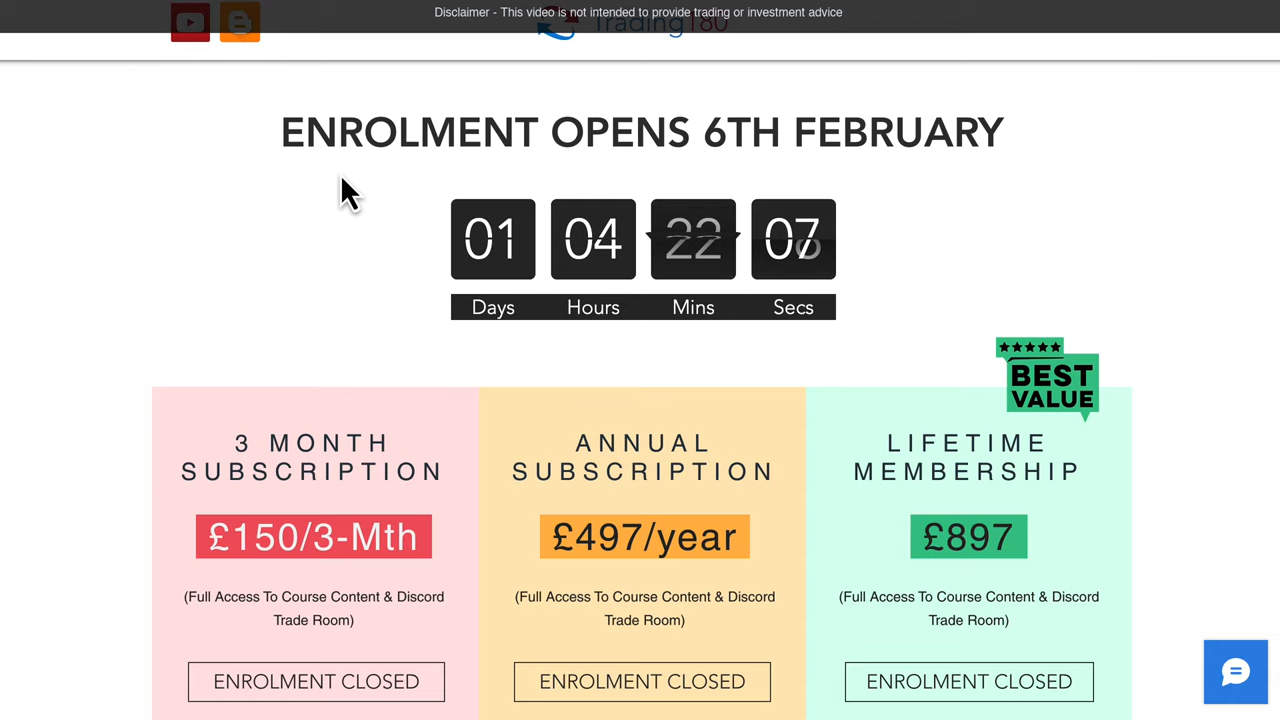 Disclaimer - This video is not intended to provide trading or investment advice
Trading180
ENROLMENT OPENS 6TH FEBRUARY
01 04 22 07
Days Hours Mins Secs
BEST
VALUE
3 MONTH
SUBSCRIPTION
£150/3-Mth
(Full Access To Course Content & Discord
Trade Room)
ENROLMENT CLOSED
ANNUAL
SUBSCRIPTION
£497/year
(Full Access To Course Content & Discord
Trade Room)
ENROLMENT CLOSED
LIFETIME
MEMBERSHIP
£897
(Full Access To Course Content & Discord
Trade Room)
ENROLMENT CLOSED